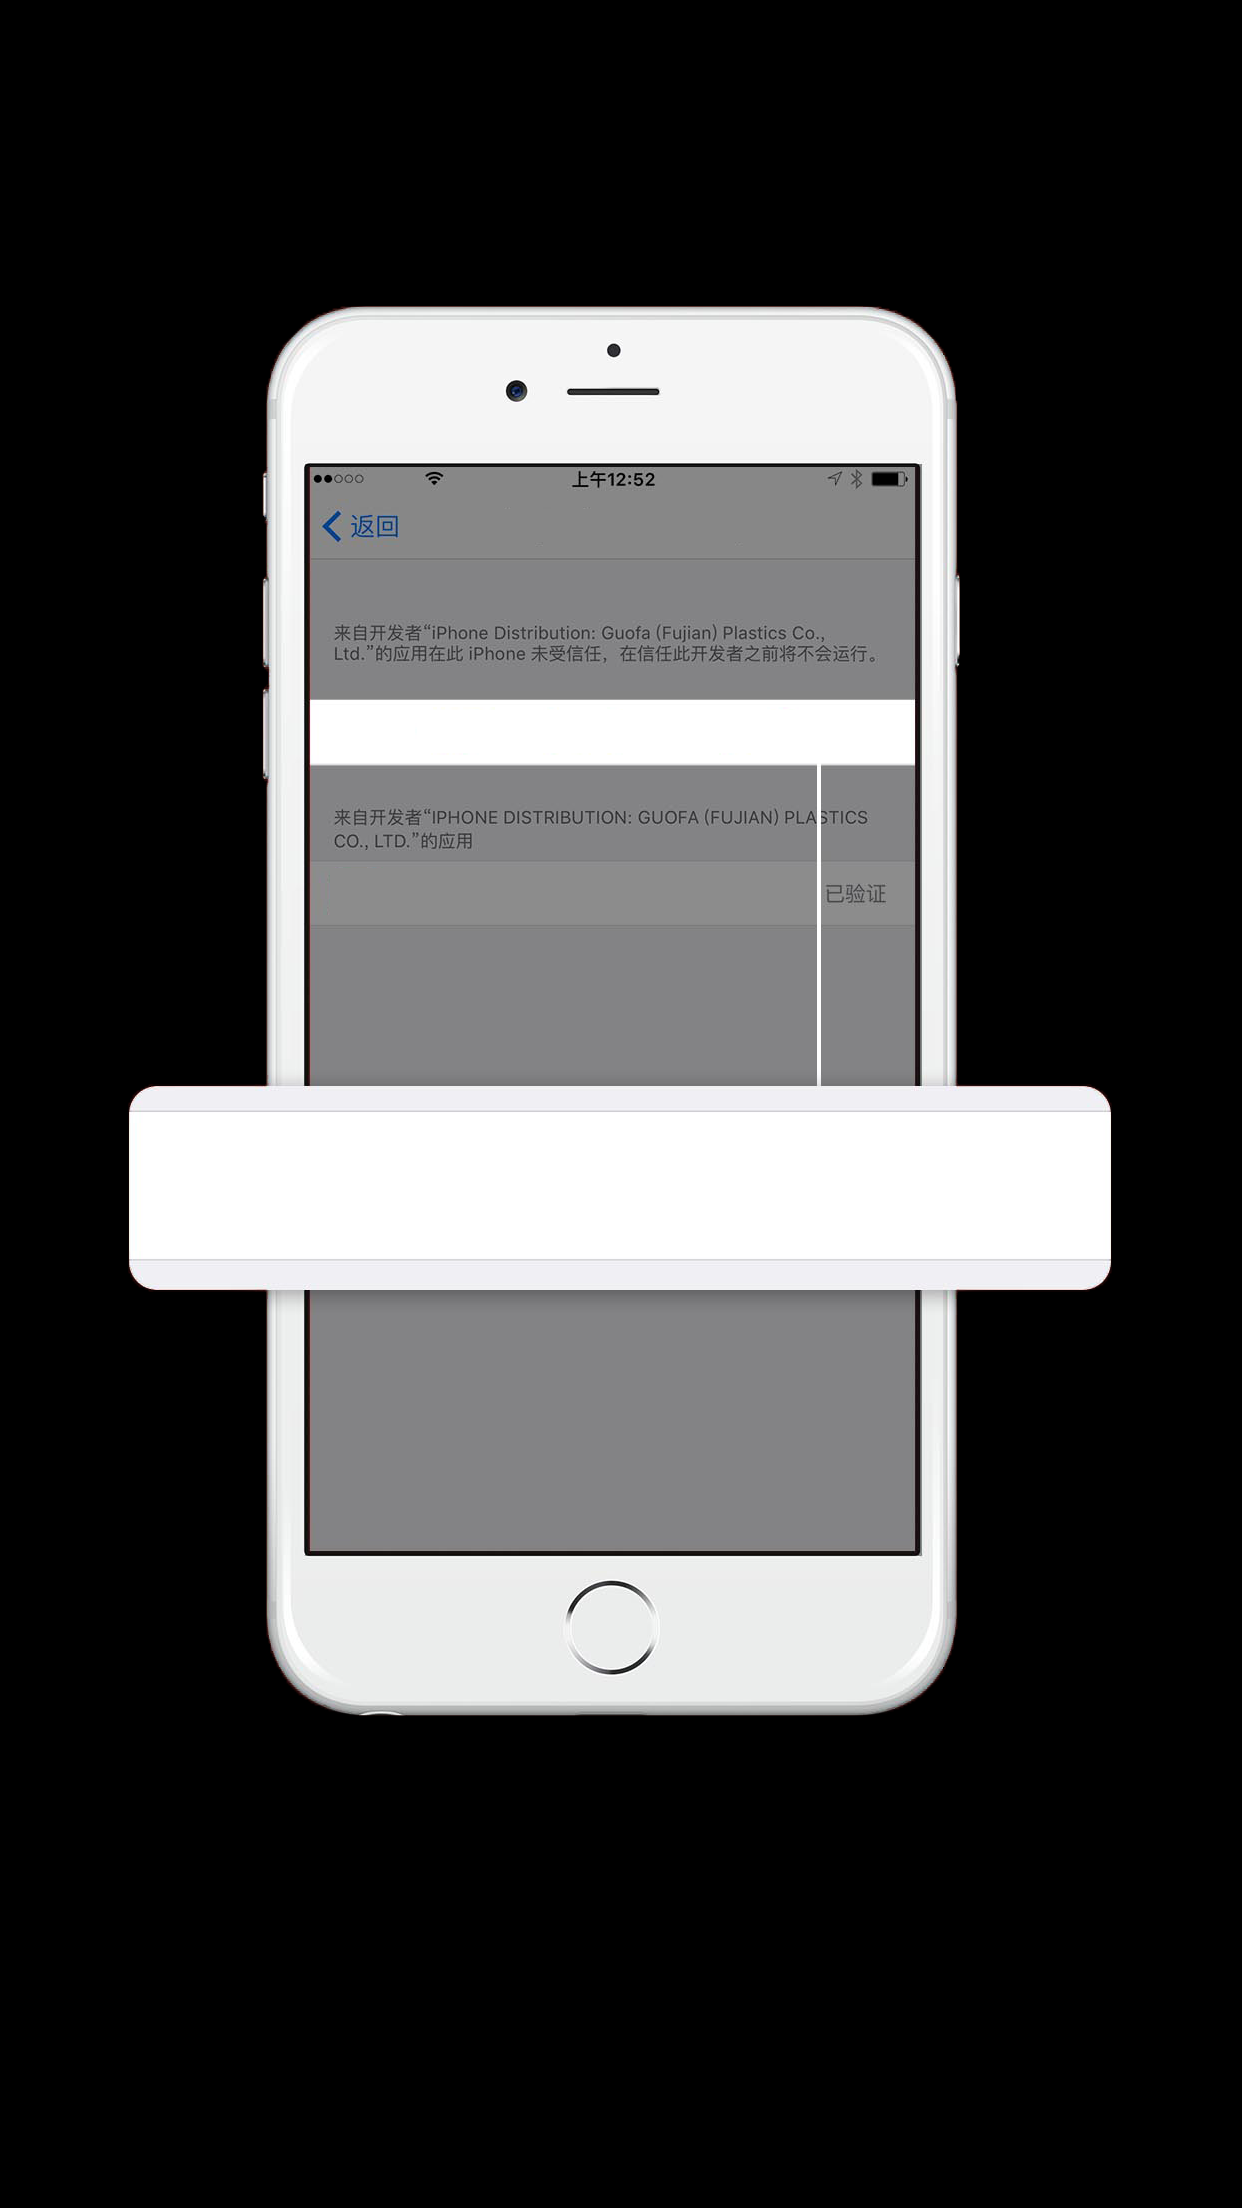 上午12:52
返回
来自开发者“iPhone Distribution: Guofa (Fujian) Plastics Co.,
Ltd.”的应用在此 iPhone 未受信任，在信任此开发者之前将不会运行。
来自开发者“IPHONE DISTRIBUTION: GUOFA (FUJIAN) PLASTICS
CO., LTD.”的应用
已验证